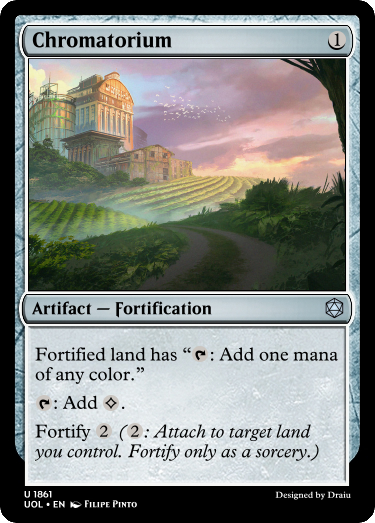 Chromatorium 1
Artifact — Fortification
Fortified land has “: Add one mana
of any color.”
: Add .
Fortify 2 (2: Attach to target land
you control. Fortify only as a sorcery.)
U 1861
UOL • EN Filipe Pinto
Designed by Draiu